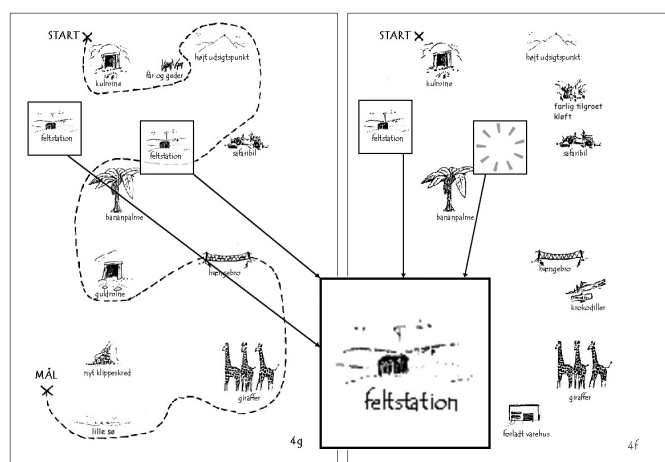 START
kulmine
får og geder
højt udsigtspunkt
feltstation
feltstation
safaribil
bananpalme
guldmine
hængebro
nyt klippeskred
giraffer
MÅL
lille sø
4g
START
kulmine
højt udsigtspunkt
farlig tilgroet
kløft
feltstation
safaribil
bananpalme
hængebro
krokodiller
giraffer
forladt varehus
4f
feltstation